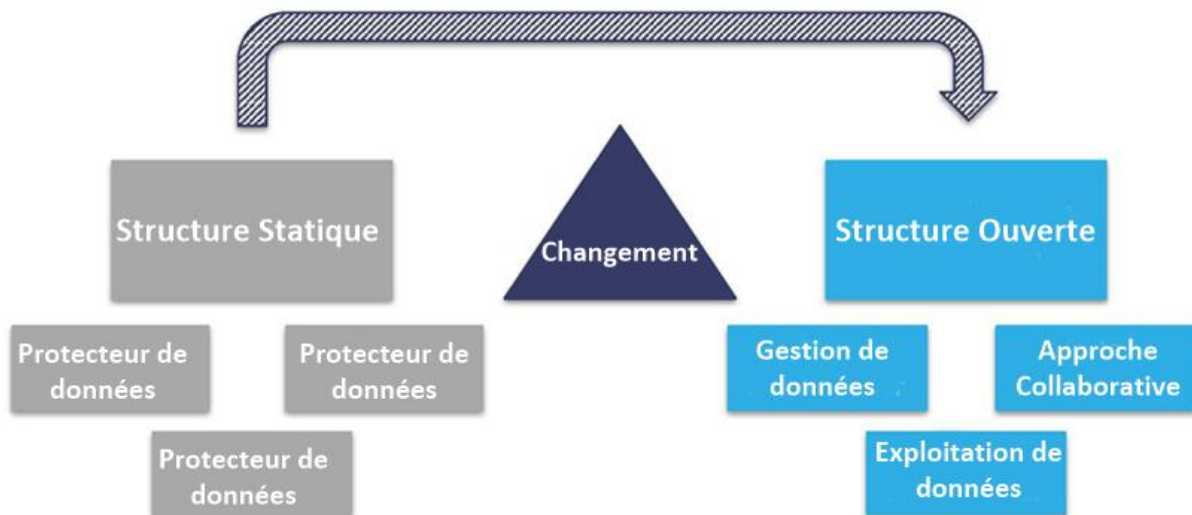 Structure Statique
Changement
Structure Ouverte
Protecteur de
données
Protecteur de
données
Protecteur de
données
Gestion de
données
Approche
Collaborative
Exploitation de
données